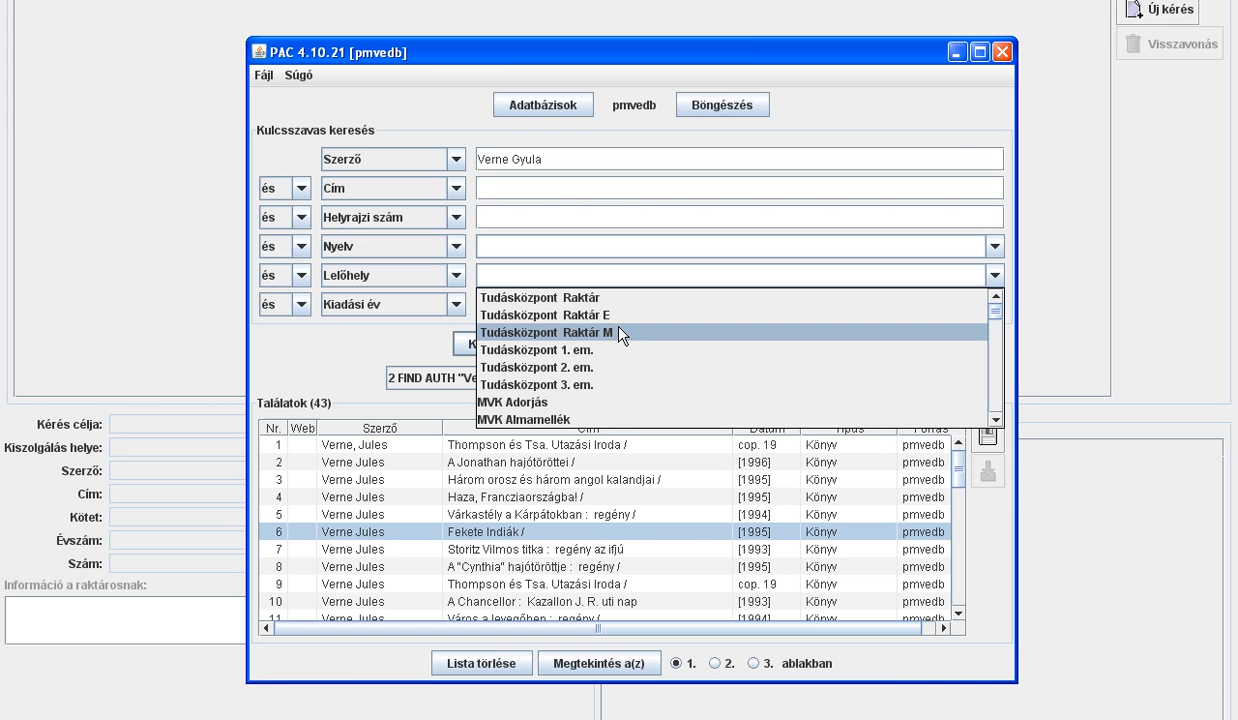 Új kérés
Visszavonás
PAC 4.10.21 [pmvedb]
Fájl Súgó
Adatbázisok pmvedb Böngészés
Kulcsszavas keresés
Szerző Verne Gyula
és Cím
és Helyrajzi szám
és Nyelv
és Lelőhely
és Kiadási év
Tudásközpont Raktár
Tudásközpont Raktár E
Tudásközpont Raktár M
Tudásközpont 1. em.
Tudásközpont 2. em.
Tudásközpont 3. em.
MVK Adorjás
MVK Almamellék
K
2 FIND AUTH "Ve
Találatok (43)
Nr. Web Szerző Cím Dátum Típus Forrás
1 Verne, Jules Thompson és Tsa. Utazási Iroda / cop. 19 Könyv pmvedb
2 Verne Jules A Jonathan hajótöröttei / [1996] Könyv pmvedb
3 Verne Jules Három orosz és három angol kalandjai / [1995] Könyv pmvedb
4 Verne Jules Haza, Franciaországba! / [1995] Könyv pmvedb
5 Verne Jules Várkastély a Kárpátokban : regény / [1994] Könyv pmvedb
6 Verne Jules Fekete Indiák / [1995] Könyv pmvedb
7 Verne Jules Storitz Vilmos titka : regény az ifjú [1993] Könyv pmvedb
8 Verne Jules A "Cynthia" hajótöröttje : regény / [1995] Könyv pmvedb
9 Verne Jules Thompson és Tsa. Utazási Iroda / cop. 19 Könyv pmvedb
10 Verne Jules A Chancellor : Kazallon J. R. uti nap [1993] Könyv pmvedb
11 Verne Jules Város a levegőben : regény / [1994] Könyv pmvedb
Lista törlése Megtekintés a(z) 1. 2. 3. ablakban
Kérés célja:
Kiszolgálás helye:
Szerző:
Cím:
Kötet:
Évszám:
Szám:
Információ a raktárosnak: